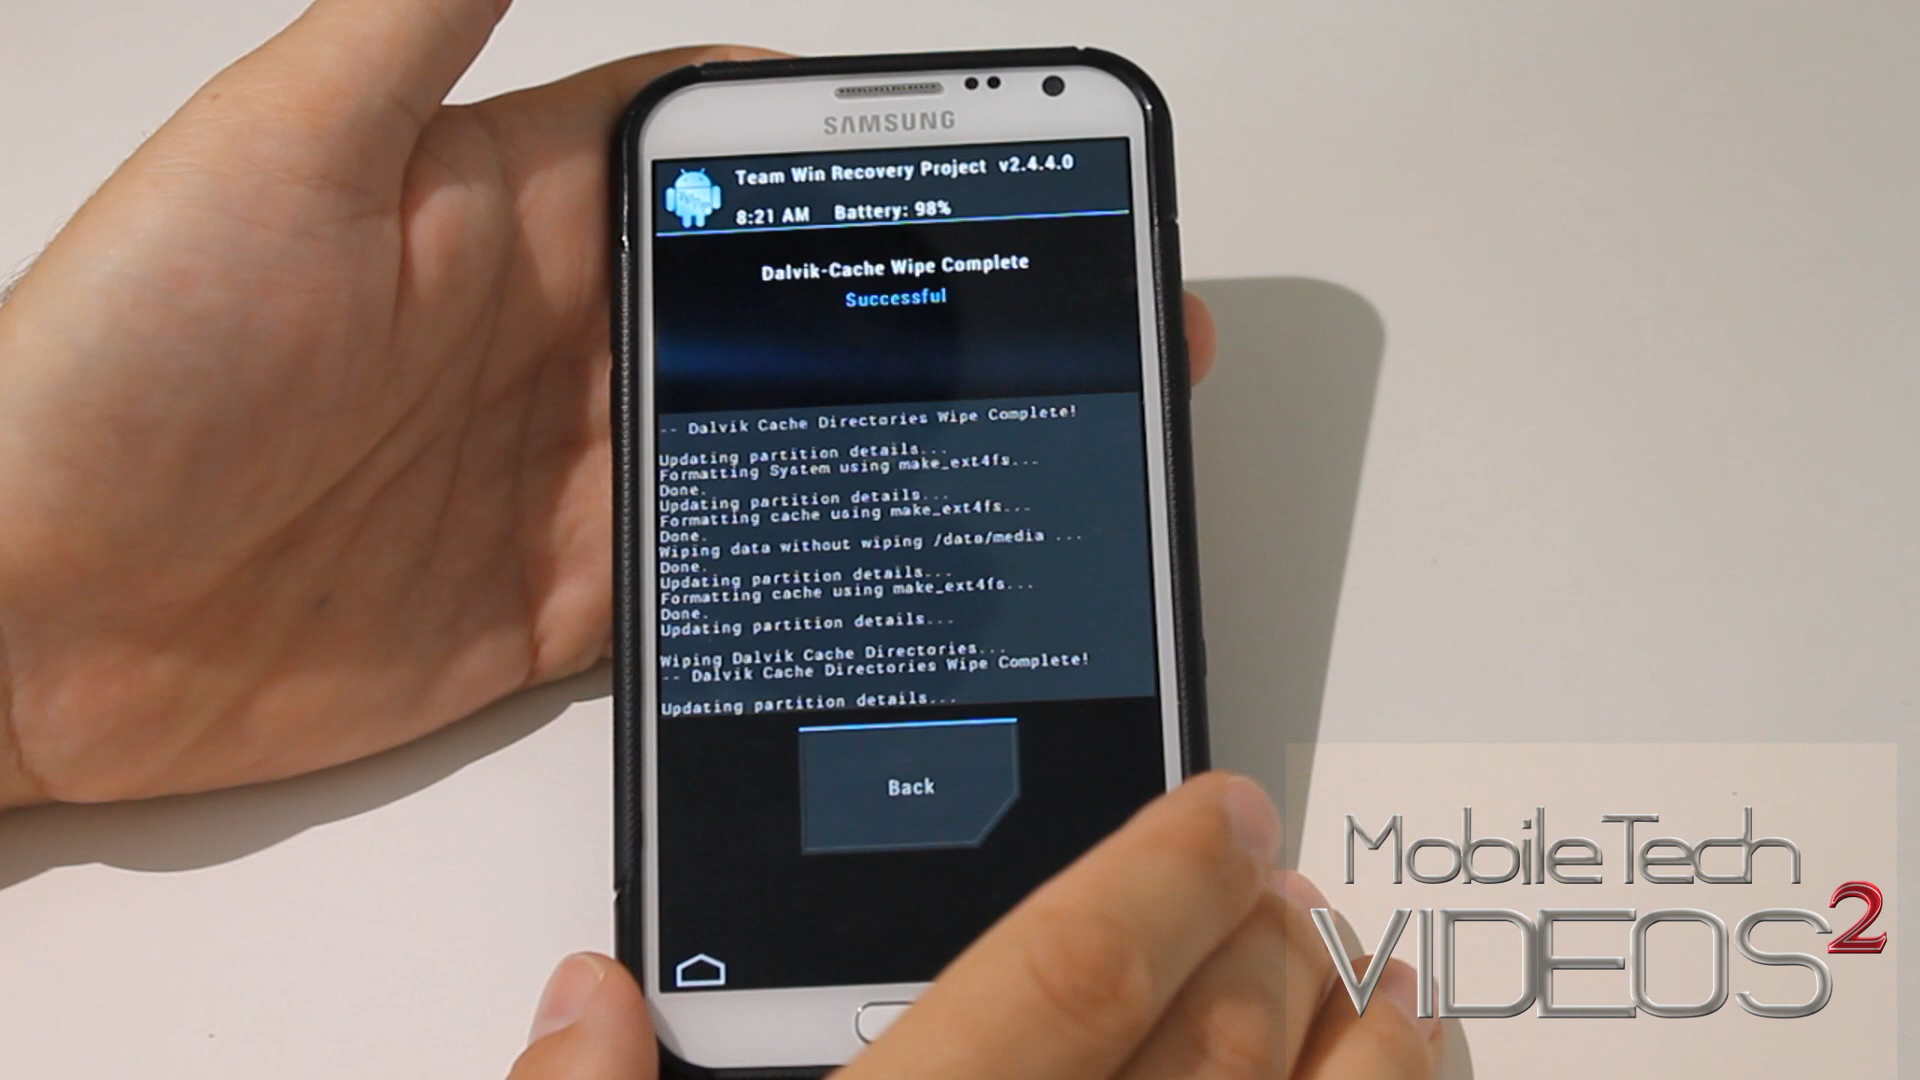 SAMSUNG
Team Win Recovery Project v2.4.4.0
8:21 AM Battery: 98%
Dalvik-Cache Wipe Complete
Successful
-- Dalvik Cache Directories Wipe Complete!
Updating partition details...
Formatting System using make_ext4fs...
Done.
Updating partition details...
Formatting cache using make_ext4fs...
Done.
Wiping data without wiping /data/media ...
Done.
Updating partition details...
Formatting cache using make_ext4fs...
Done.
Updating partition details...
Wiping Dalvik Cache Directories...
-- Dalvik Cache Directories Wipe Complete!
Updating partition details...
Back
MobileTech
VIDEOS2